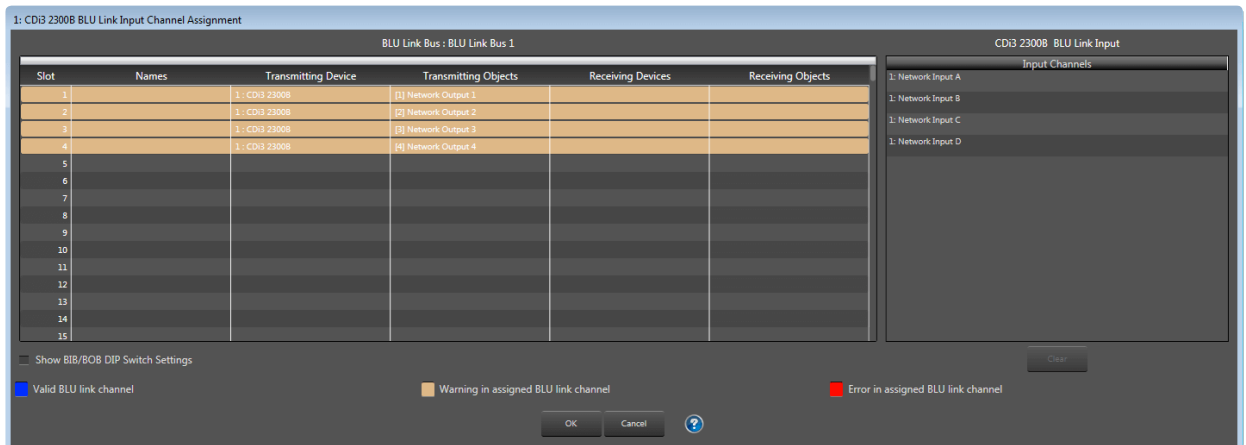 1: CDi3 2300B BLU Link Input Channel Assignment
BLU Link Bus : BLU Link Bus 1
CDi3 2300B BLU Link Input
Slot Names Transmitting Device Transmitting Objects Receiving Devices Receiving Objects
Input Channels
1 1 : CDi3 2300B [1] Network Output 1
1: Network Input A
2 1 : CDi3 2300B [2] Network Output 2
1: Network Input B
3 1 : CDi3 2300B [3] Network Output 3
1: Network Input C
4 1 : CDi3 2300B [4] Network Output 4
1: Network Input D
5
6
7
8
9
10
11
12
13
14
15
Show BIB/BOB DIP Switch Settings
Clear
Valid BLU link channel
Warning in assigned BLU link channel
Error in assigned BLU link channel
OK Cancel ?